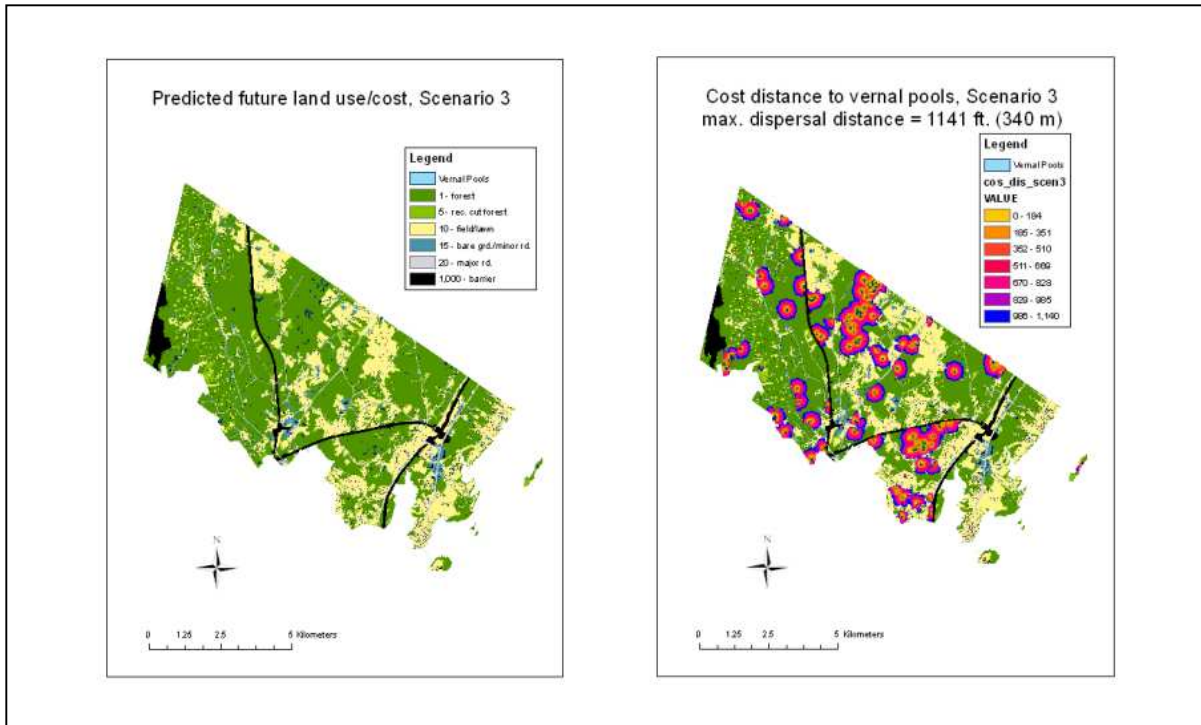 Predicted future land use/cost, Scenario 3
Legend
Vernal Pools
1 - forest
5 - rec. cut forest
10 - field/lawn
15 - bare grd./minor rd.
20 - major rd.
1,000 - barrier
N
0 1.25 2.5 5 Kilometers
Cost distance to vernal pools, Scenario 3
max. dispersal distance = 1141 ft. (340 m)
Legend
Vernal Pools
cos_dis_scen3
VALUE
0 - 184
185 - 351
352 - 510
511 - 669
670 - 828
829 - 985
986 - 1,140
N
0 1.25 2.5 5 Kilometers